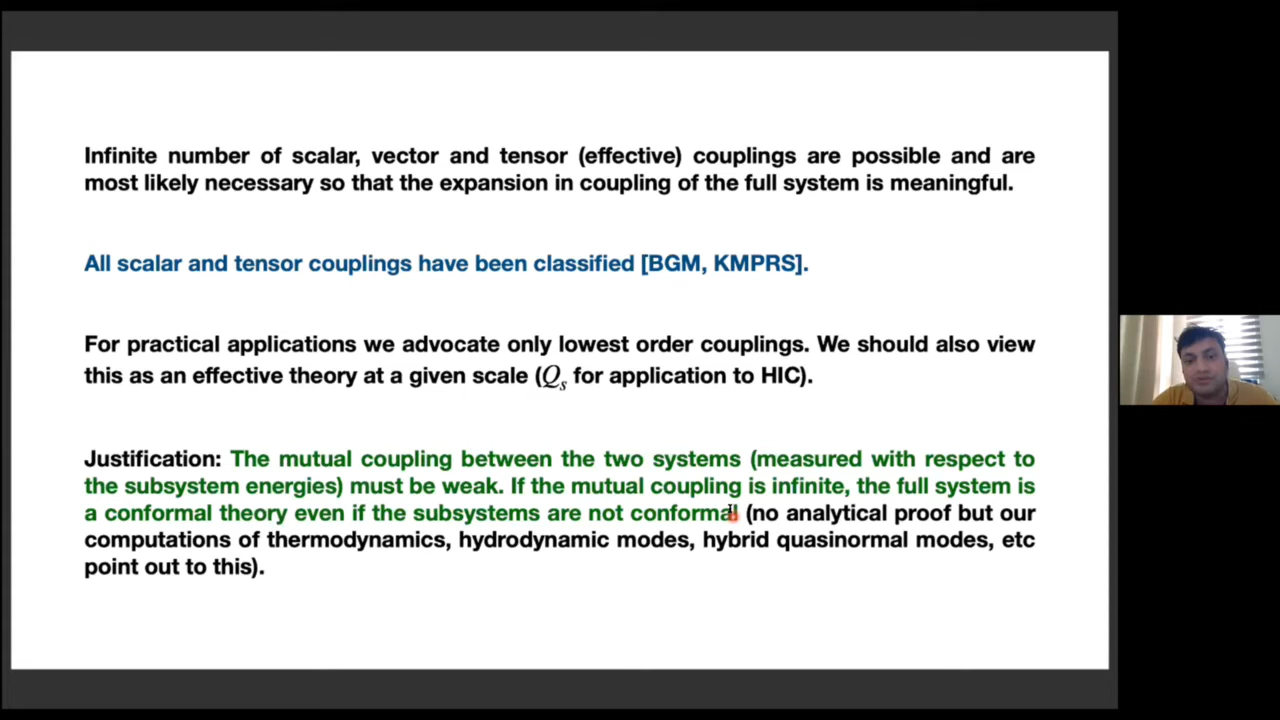 Infinite number of scalar, vector and tensor (effective) couplings are possible and are
most likely necessary so that the expansion in coupling of the full system is meaningful.
All scalar and tensor couplings have been classified [BGM, KMPRS].
For practical applications we advocate only lowest order couplings. We should also view
this as an effective theory at a given scale (Qs for application to HIC).
Justification: The mutual coupling between the two systems (measured with respect to
the subsystem energies) must be weak. If the mutual coupling is infinite, the full system is
a conformal theory even if the subsystems are not conformal (no analytical proof but our
computations of thermodynamics, hydrodynamic modes, hybrid quasinormal modes, etc
point out to this).